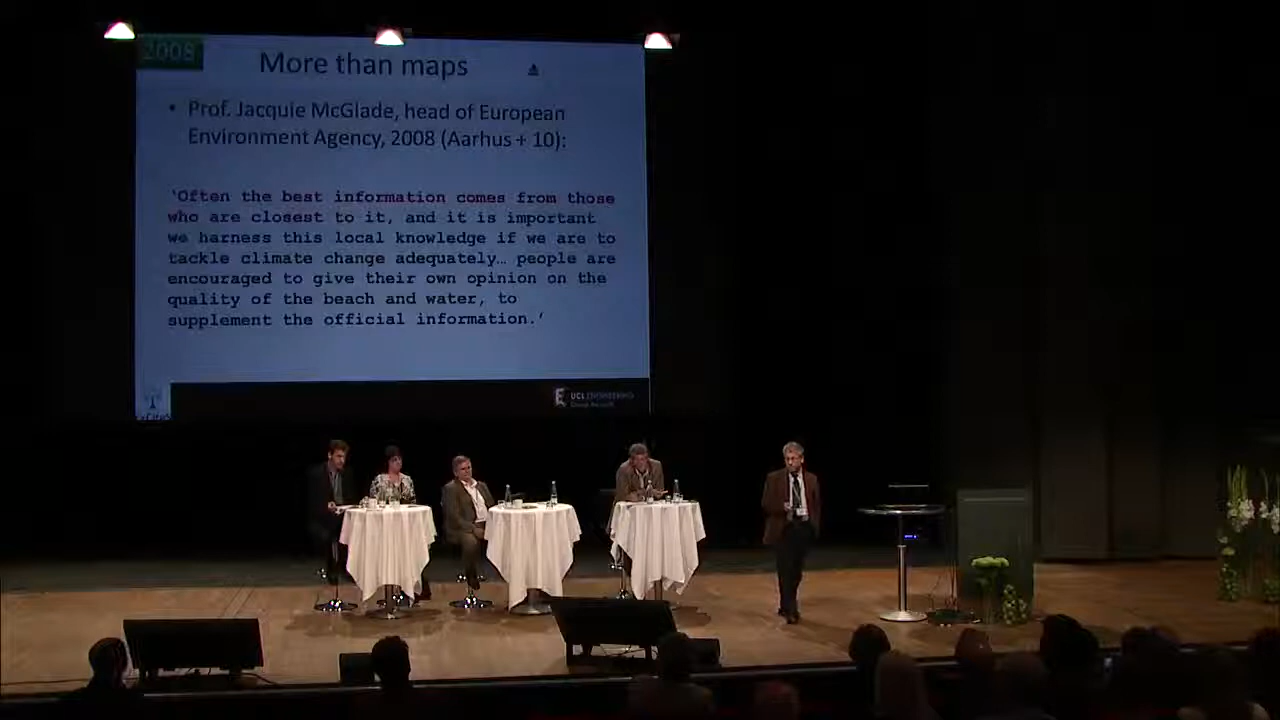 2008
More than maps
• Prof. Jacquie McGlade, head of European
Environment Agency, 2008 (Aarhus + 10):
‘Often the best information comes from those
who are closest to it, and it is important
we harness this local knowledge if we are to
tackle climate change adequately… people are
encouraged to give their own opinion on the
quality of the beach and water, to
supplement the official information.’
UCL ENGINEERING